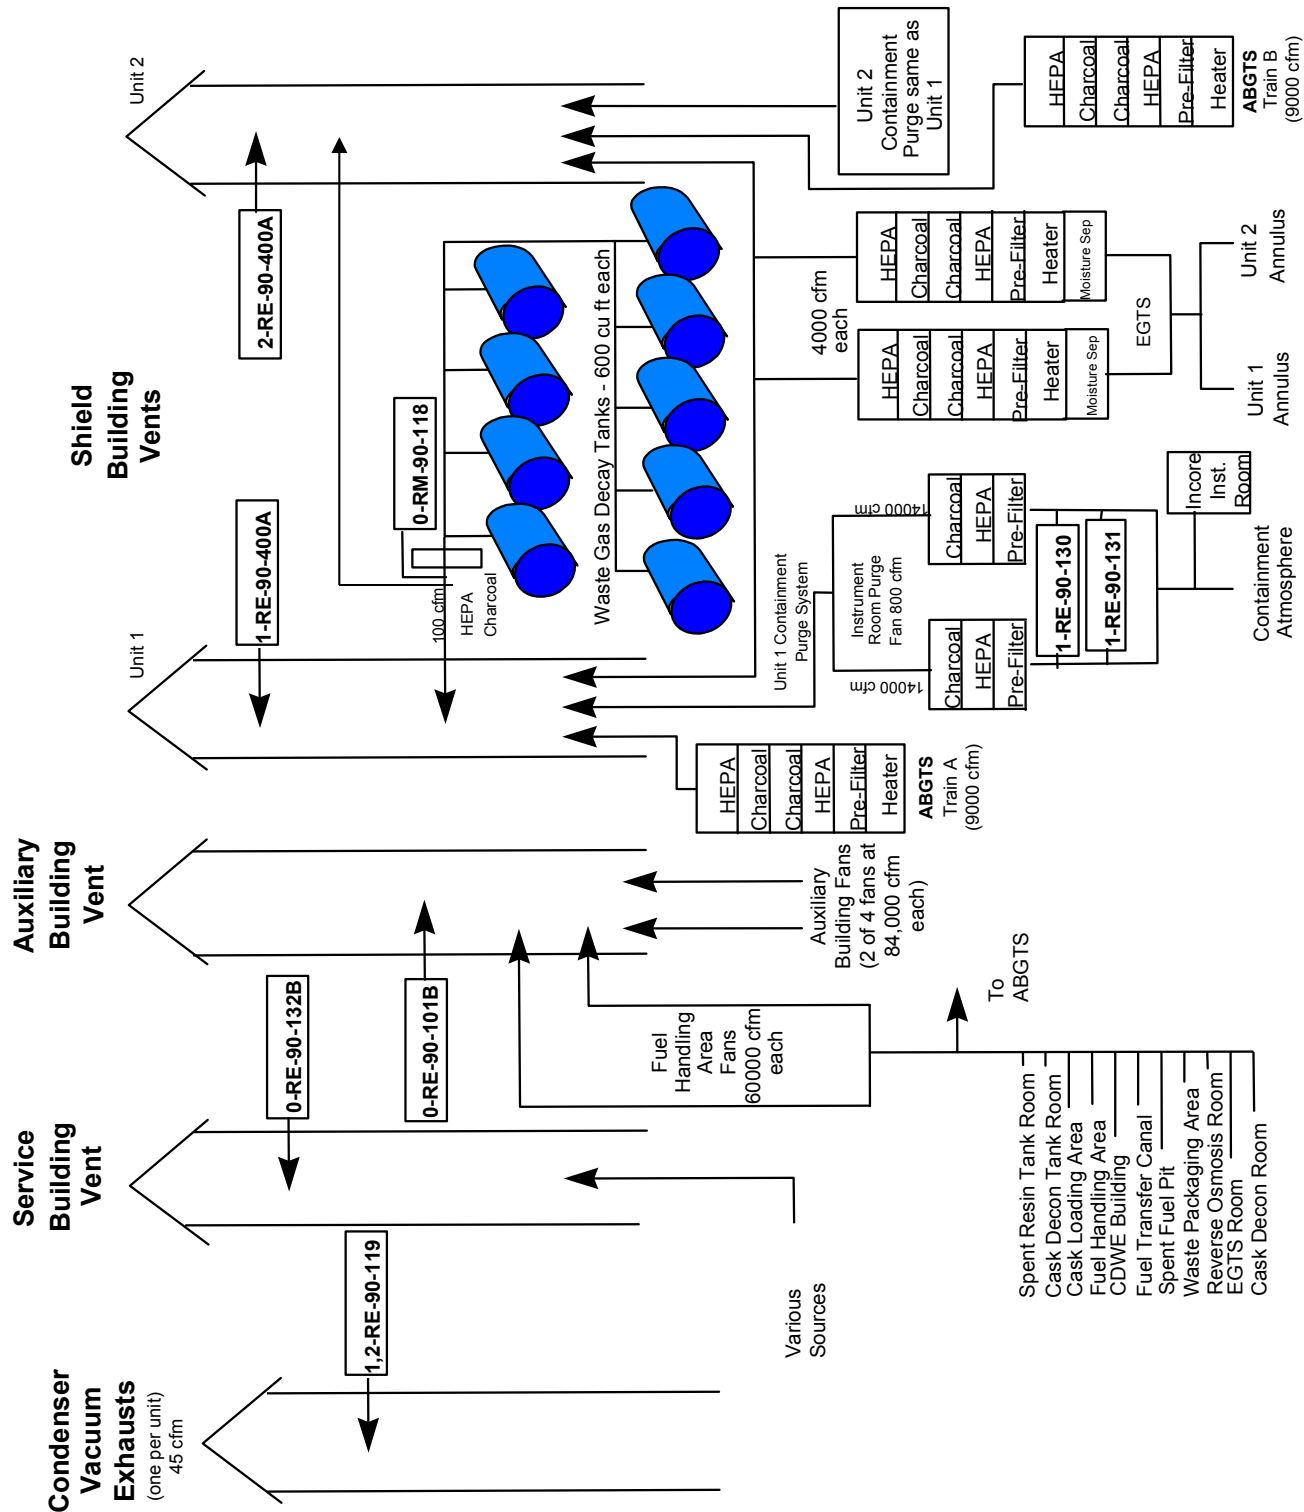 Condenser
Vacuum
Exhausts
(one per unit)
45 cfm
1,2-RE-90-119
Service
Building
Vent
0-RE-90-132B
Various
Sources
Auxiliary
Building
Vent
0-RE-90-101B
Fuel
Handling
Area
Fans
60000 cfm
each
Auxiliary
Building Fans
(2 of 4 fans at
84,000 cfm
each)
To
ABGTS
Spent Resin Tank Room
Cask Decon Tank Room
Cask Loading Area
Fuel Handling Area
CDWE Building
Fuel Transfer Canal
Spent Fuel Pit
Waste Packaging Area
Reverse Osmosis Room
EGTS Room
Cask Decon Room
Shield
Building
Vents
Unit 1
1-RE-90-400A
Unit 2
2-RE-90-400A
0-RM-90-118
100 cfm
HEPA
Charcoal
Waste Gas Decay Tanks - 600 cu ft each
HEPA
Charcoal
Charcoal
HEPA
Pre-Filter
Heater
ABGTS
Train A
(9000 cfm)
Unit 1 Containment
Purge System
14000 cfm
Instrument
Room Purge
Fan 800 cfm
14000 cfm
Charcoal
HEPA
Pre-Filter
Charcoal
HEPA
Pre-Filter
1-RE-90-130
1-RE-90-131
Containment
Atmosphere
Incore
Inst.
Room
4000 cfm
each
HEPA
Charcoal
Charcoal
HEPA
Pre-Filter
Heater
Moisture Sep
HEPA
Charcoal
Charcoal
HEPA
Pre-Filter
Heater
Moisture Sep
EGTS
Unit 1
Annulus
Unit 2
Annulus
Unit 2
Containment
Purge same as
Unit 1
HEPA
Charcoal
Charcoal
HEPA
Pre-Filter
Heater
ABGTS
Train B
(9000 cfm)